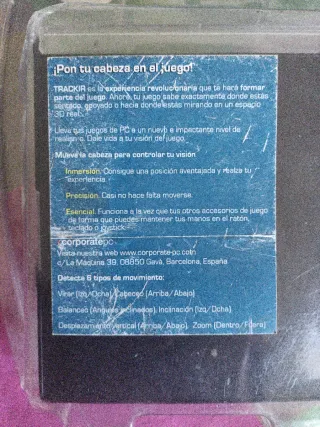 ¡Pon tu cabeza en el juego!
TRACKIR es la experiencia revolucionaria que te hará formar
parte del juego. Ahora, tu juego sabe exactamente donde estás
sentado, apoyado o hacia donde estás mirando en un espacio
3D real.
Lleva tus juegos de PC a un nuevo e impactante nivel de
realismo. Dale vida a tu visión del juego.
Mueve la cabeza para controlar tu visión
Inmersión. Consigue una posición aventajada y realza tu
experiencia.
Precisión. Casi no hace falta moverse.
Esencial. Funciona a la vez que tus otros accesorios de juego
de forma que puedes mantener tus manos en el ratón,
teclado o joystick.
corporatepc
Visita nuestra web www.corporate-pc.com
c/ Le Máquina 39, 08850 Gavà, Barcelona, España
Detecta 6 tipos de movimiento:
Virar (Izq/Dcha), Cabeceo (Arriba/Abajo)
Balanceo (Ángulos inclinados), Inclinación (Izq/Dcha)
Desplazamiento vertical (Arriba/Abajo), Zoom (Dentro/Fuera)